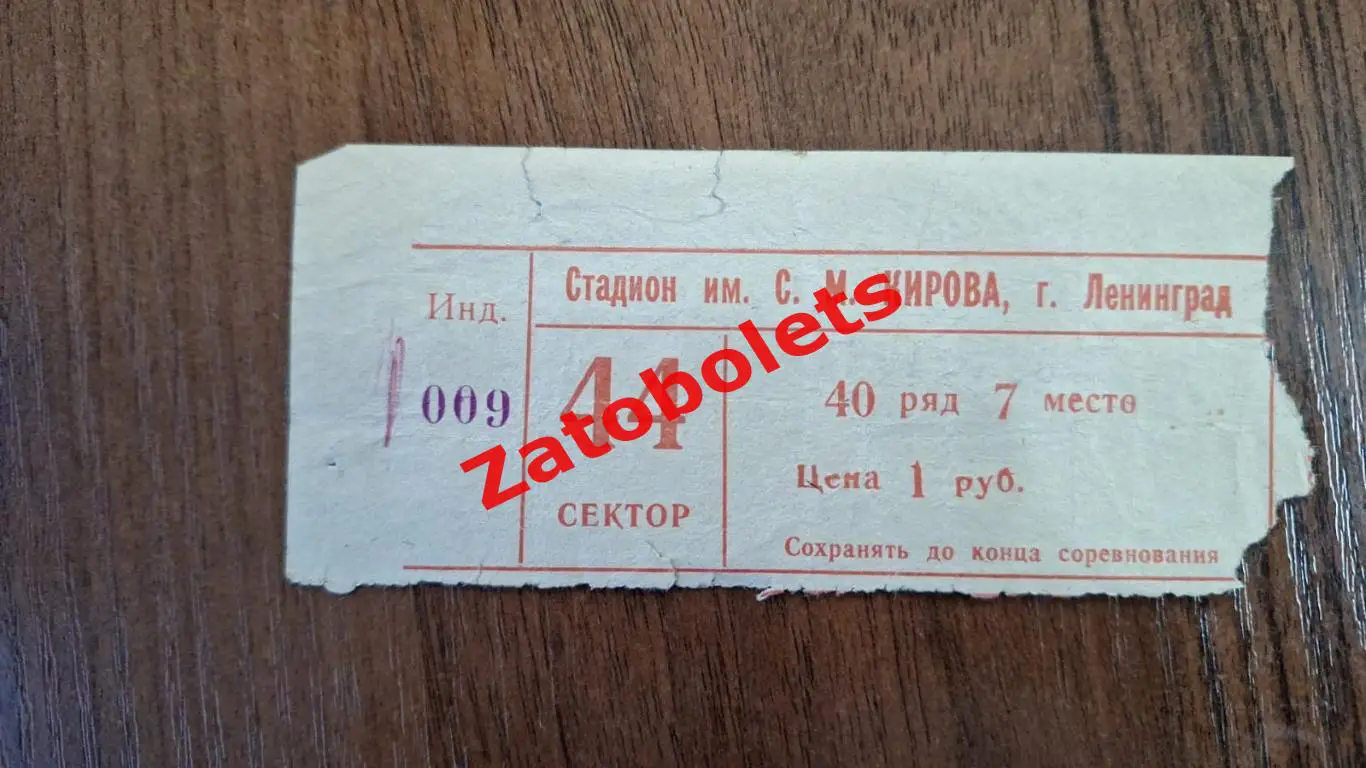 Стадион им. С. М. КИРОВА, г. Ленинград
Инд.
009
44
СЕКТОР
40 ряд 7 место
Цена 1 руб.
Сохранять до конца соревнования
Zatobolets